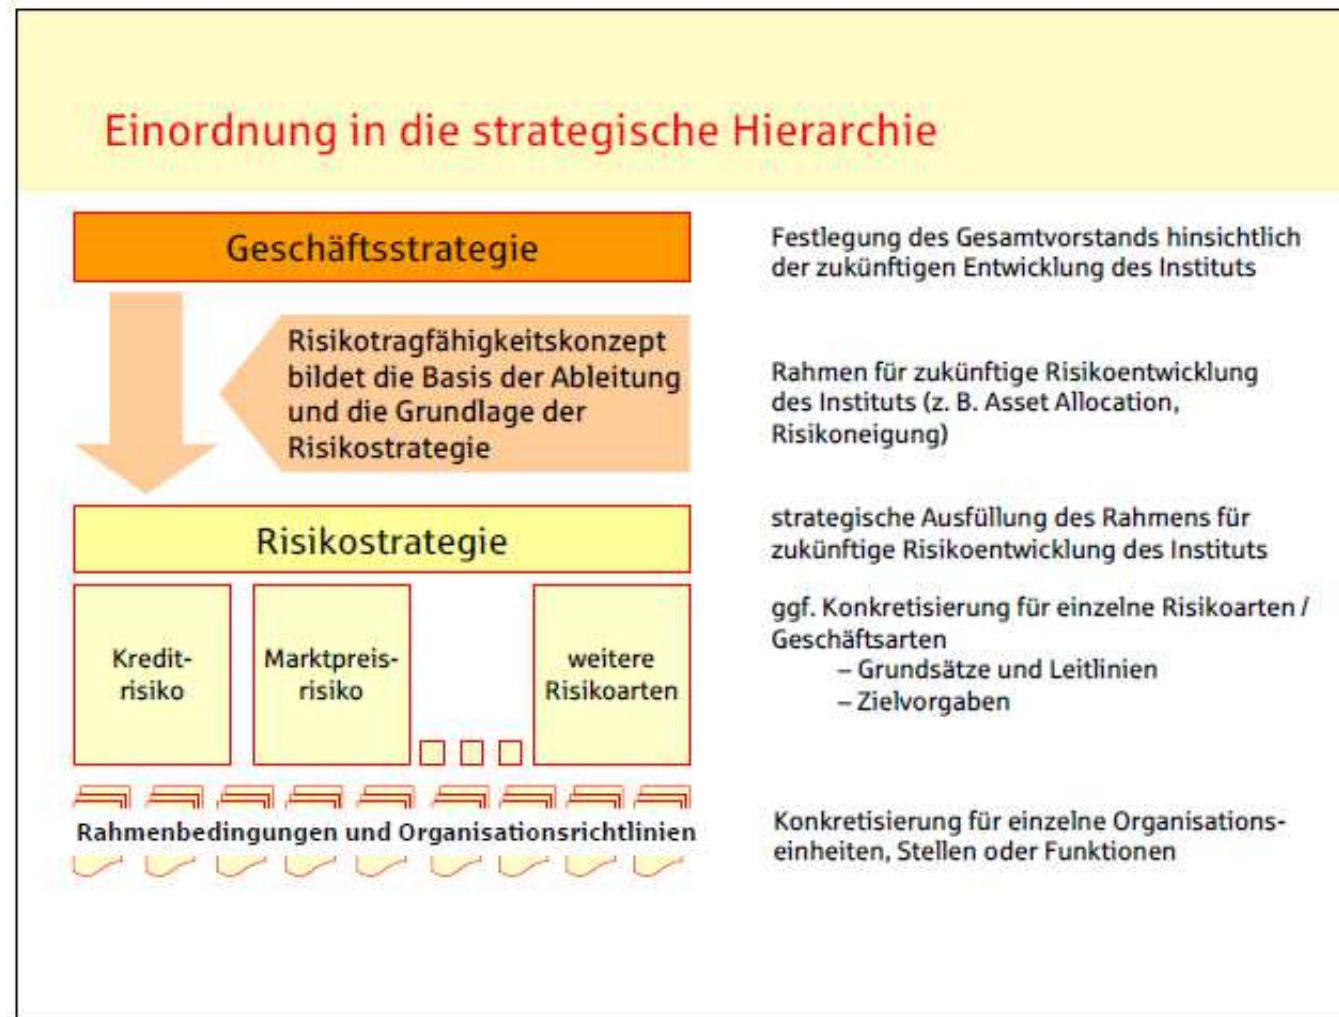 Einordnung in die strategische Hierarchie
Geschäftsstrategie
Festlegung des Gesamtvorstands hinsichtlich
der zukünftigen Entwicklung des Instituts
Risikotragfähigkeitskonzept
bildet die Basis der Ableitung
und die Grundlage der
Risikostrategie
Rahmen für zukünftige Risikoentwicklung
des Instituts (z. B. Asset Allocation,
Risikoneigung)
Risikostrategie
strategische Ausfüllung des Rahmens für
zukünftige Risikoentwicklung des Instituts
Kredit-
risiko
Marktpreis-
risiko
weitere
Risikoarten
ggf. Konkretisierung für einzelne Risikoarten /
Geschäftsarten
– Grundsätze und Leitlinien
– Zielvorgaben
Rahmenbedingungen und Organisationsrichtlinien
Konkretisierung für einzelne Organisations-
einheiten, Stellen oder Funktionen